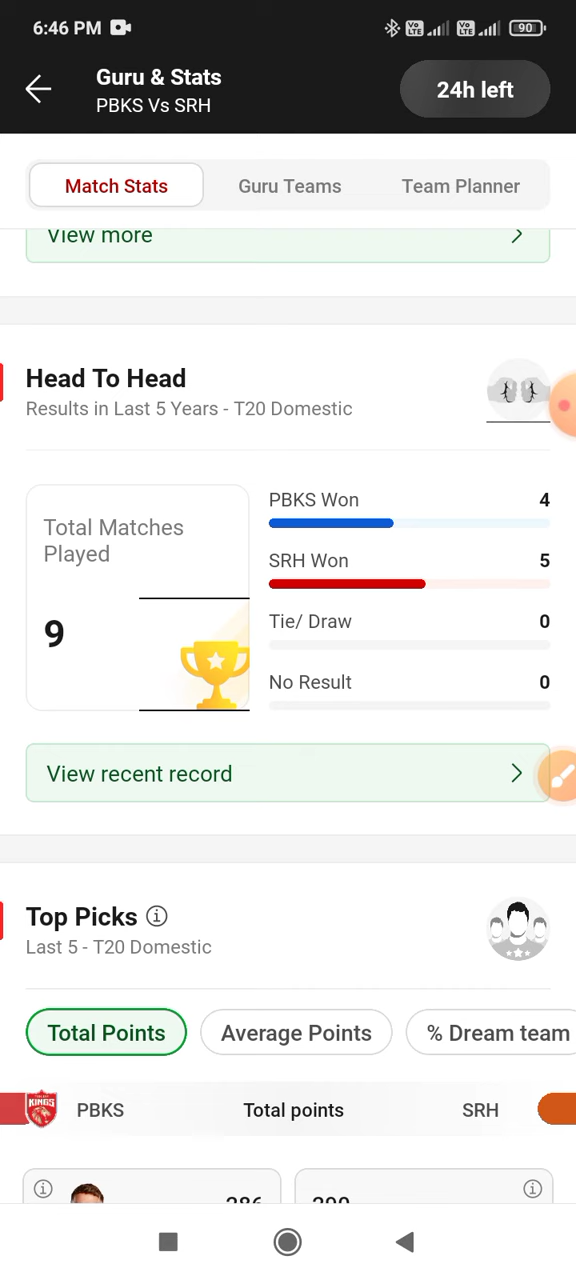 6:46 PM
90
Guru & Stats
PBKS Vs SRH
24h left
Match Stats
Guru Teams
Team Planner
View more
Head To Head
Results in Last 5 Years - T20 Domestic
Total Matches
Played
9
PBKS Won 4
SRH Won 5
Tie/ Draw 0
No Result 0
View recent record
Top Picks
Last 5 - T20 Domestic
Total Points
Average Points
% Dream team
KINGS
PBKS
Total points
SRH